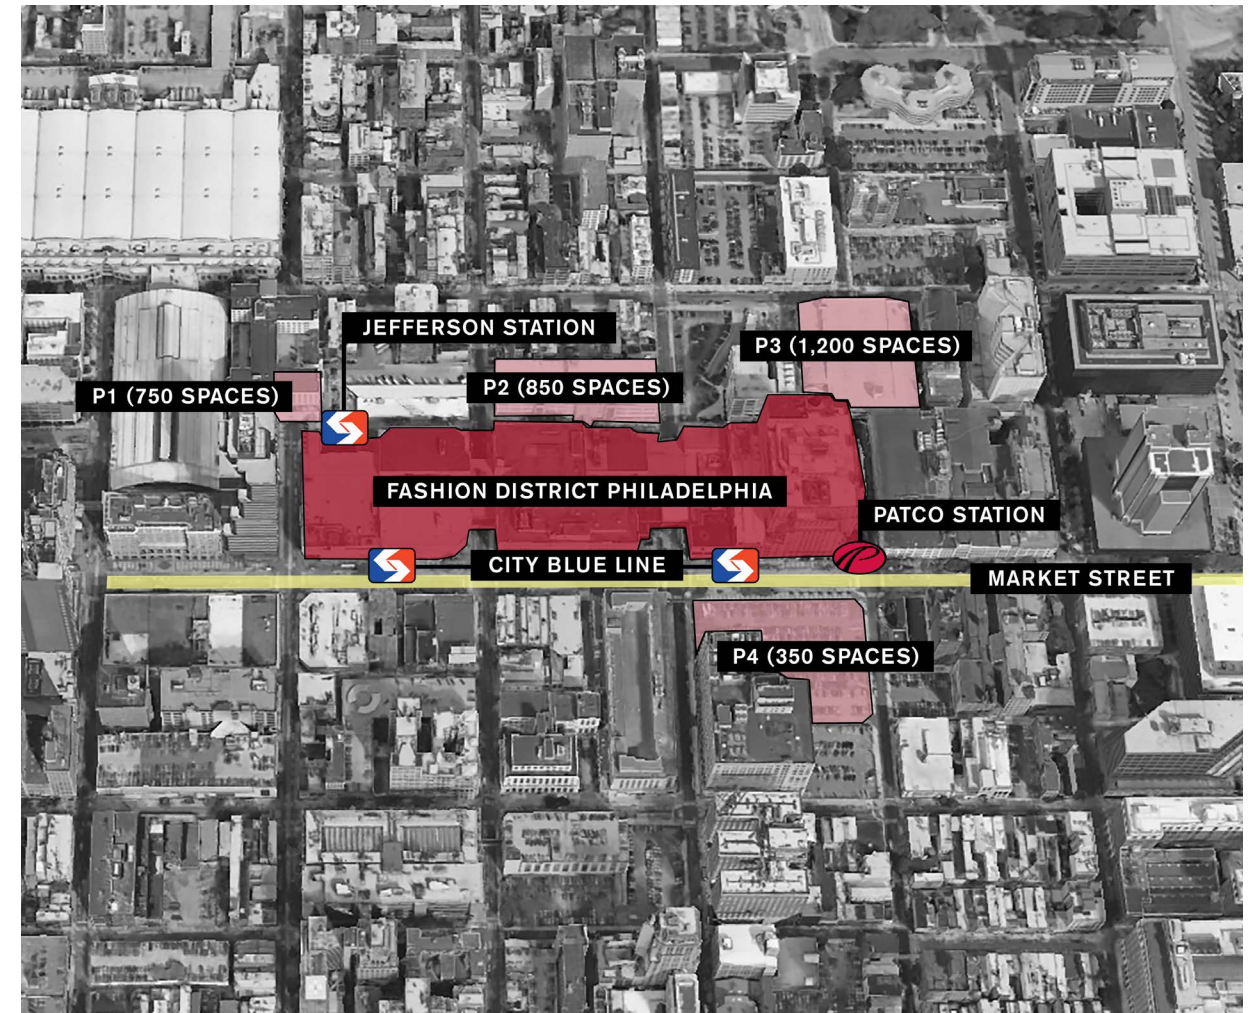 JEFFERSON STATION
P3 (1,200 SPACES)
P1 (750 SPACES)
P2 (850 SPACES)
FASHION DISTRICT PHILADELPHIA
PATCO STATION
CITY BLUE LINE
MARKET STREET
P4 (350 SPACES)